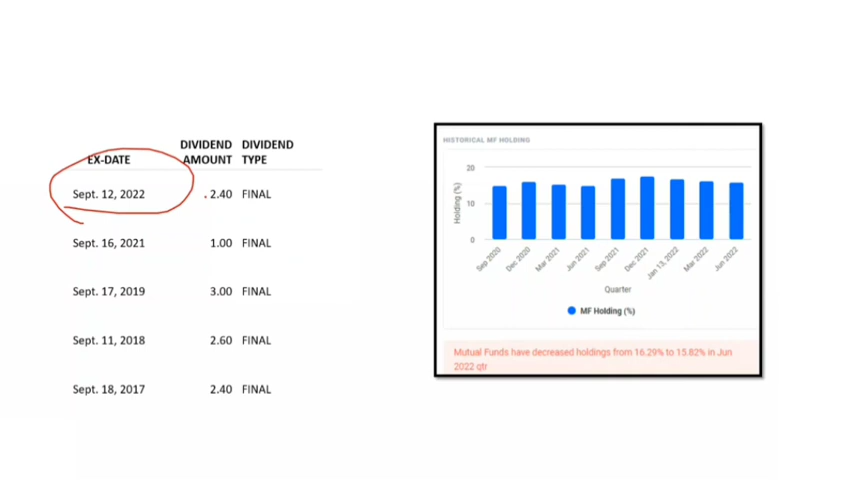 DIVIDEND DIVIDEND
EX-DATE AMOUNT TYPE
Sept. 12, 2022 2.40 FINAL
Sept. 16, 2021 1.00 FINAL
Sept. 17, 2019 3.00 FINAL
Sept. 11, 2018 2.60 FINAL
Sept. 18, 2017 2.40 FINAL
HISTORICAL MF HOLDING
20
10
0
Holding (%)
Sep 2020 Dec 2020 Mar 2021 Jun 2021 Sep 2021 Dec 2021 Jan 13, 2022 Mar 2022 Jun 2022
Quarter
MF Holding (%)
Mutual Funds have decreased holdings from 16.29% to 15.82% in Jun
2022 qtr